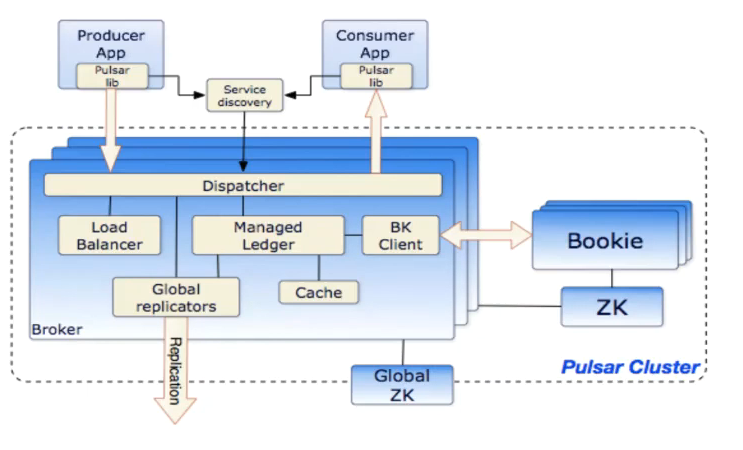 Producer
App
Pulsar
lib
Consumer
App
Pulsar
lib
Service
discovery
Dispatcher
Load
Balancer
Managed
Ledger
BK
Client
Bookie
Global
replicators
Cache
ZK
Broker
Replication
Pulsar Cluster
Global
ZK